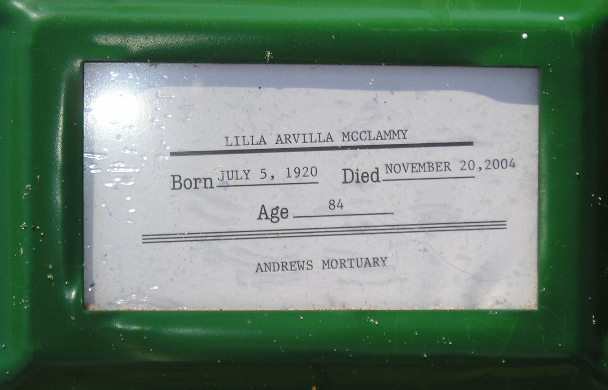 LILLA ARVILLA MCCLAMMY
Born JULY 5, 1920 Died NOVEMBER 20,2004
Age 84
ANDREWS MORTUARY